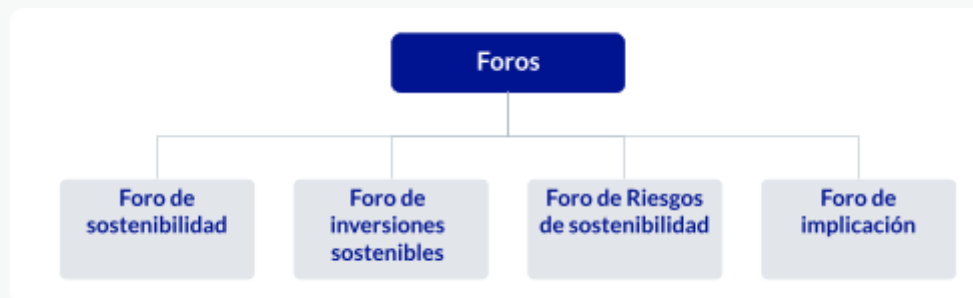 Foros
Foro de
sostenibilidad
Foro de
inversiones
sostenibles
Foro de Riesgos
de sostenibilidad
Foro de
implicación